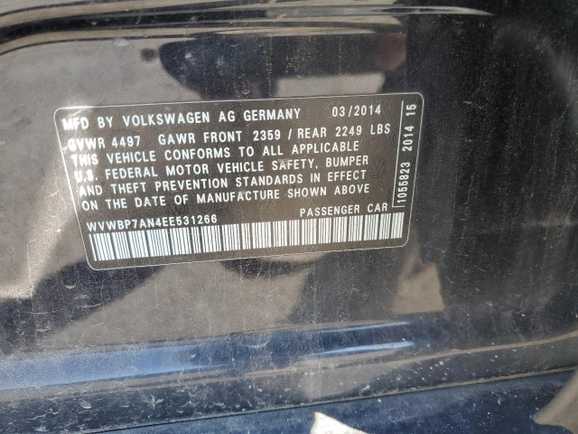 MFD BY VOLKSWAGEN AG GERMANY 03/2014
GVWR 4497 GAWR FRONT 2359 / REAR 2249 LBS
THIS VEHICLE CONFORMS TO ALL APPLICABLE
U.S. FEDERAL MOTOR VEHICLE SAFETY, BUMPER
AND THEFT PREVENTION STANDARDS IN EFFECT
ON THE DATE OF MANUFACTURE SHOWN ABOVE
WVWBP7AN4EE531266 PASSENGER CAR
1055823 2014 15